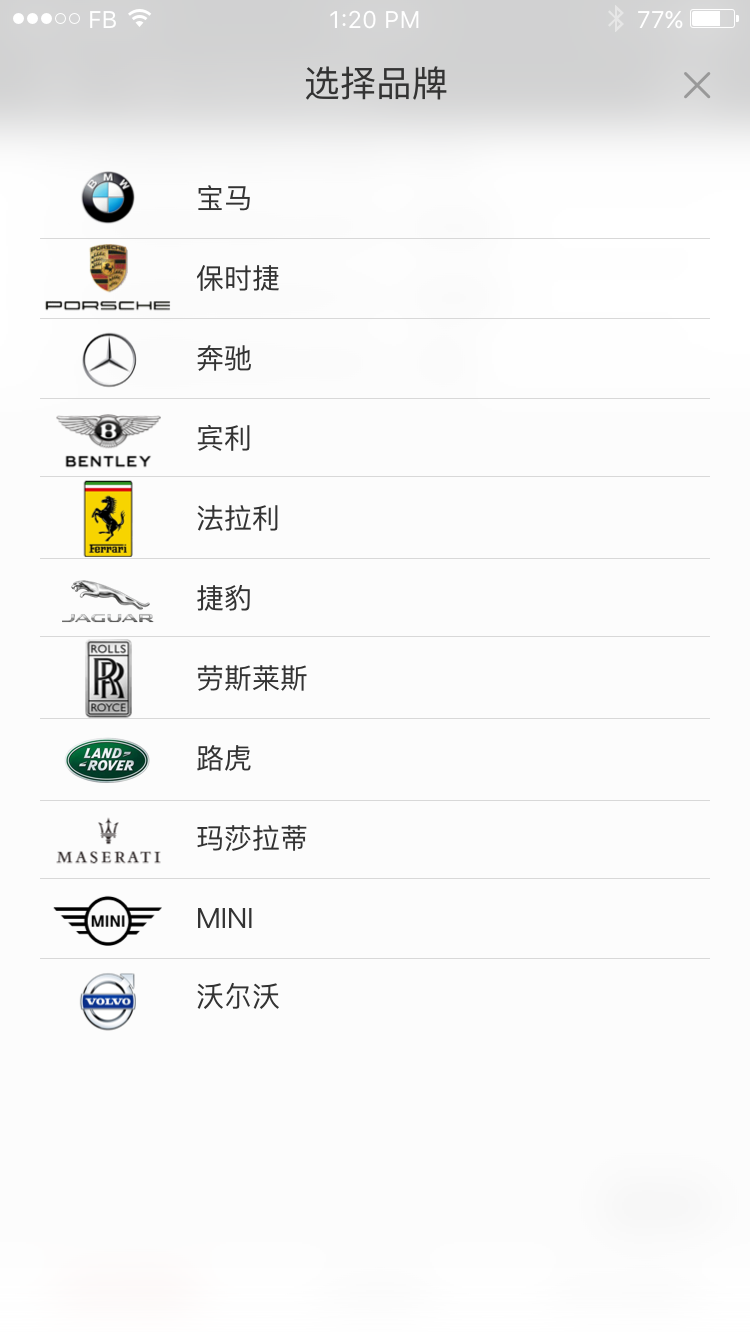 FB 1:20 PM 77%
选择品牌
BMW
宝马
PORSCHE
PORSCHE
保时捷
奔驰
B
BENTLEY
宾利
Ferrari
法拉利
JAGUAR
捷豹
ROLLS
RR
ROYCE
劳斯莱斯
LAND-
-ROVER
路虎
MASERATI
玛莎拉蒂
MINI
MINI
VOLVO
沃尔沃